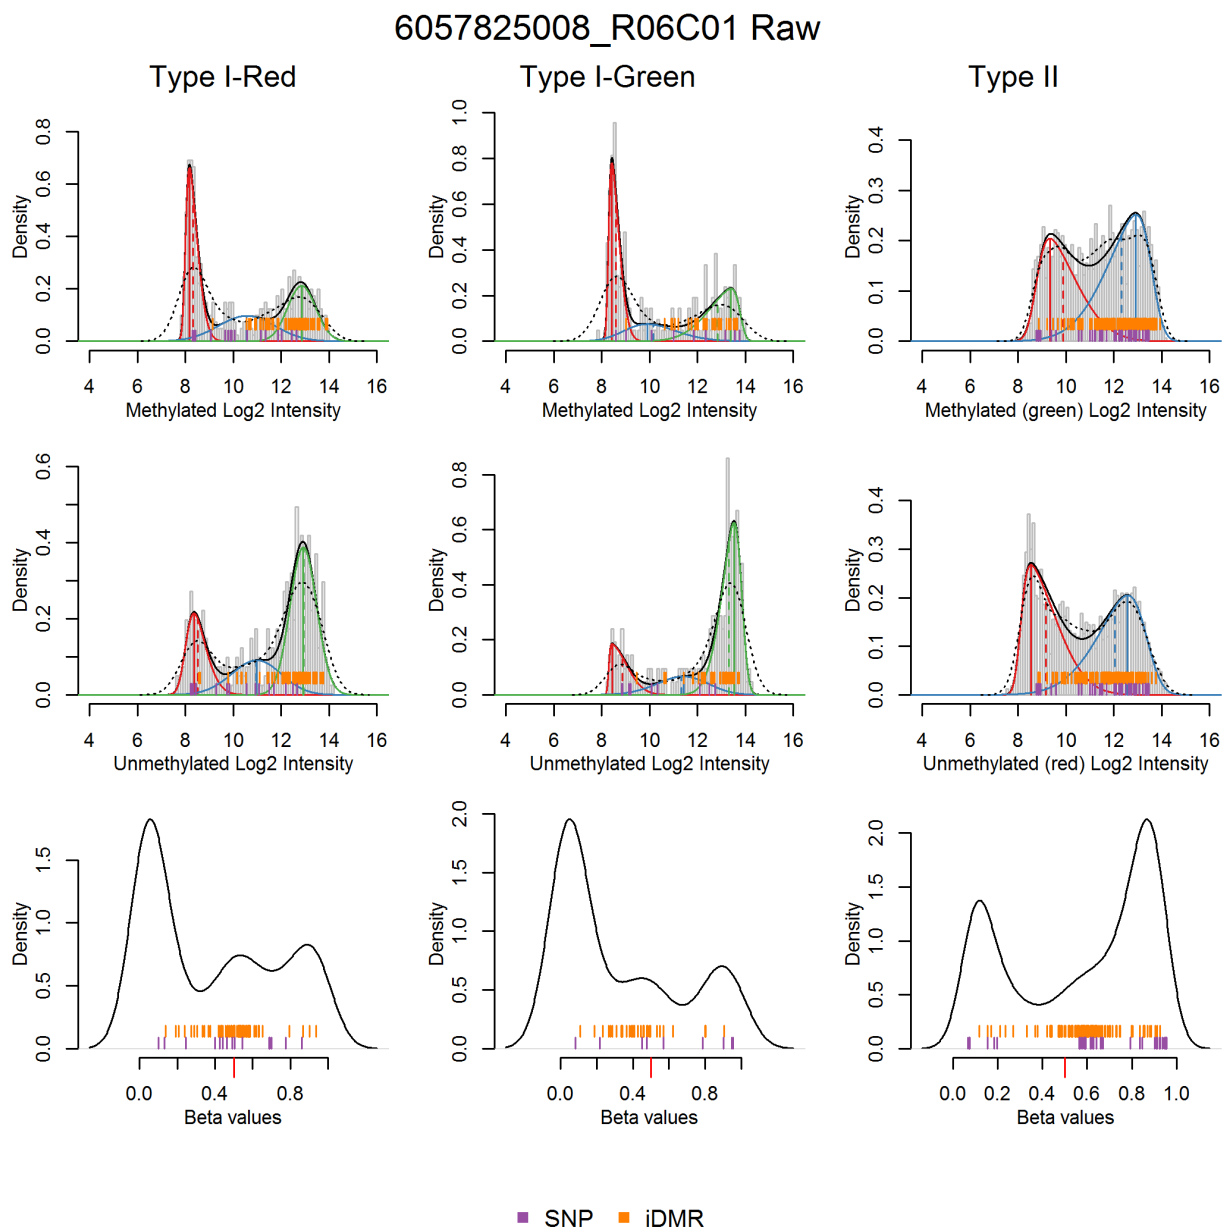 6057825008_R06C01 Raw
Type I-Red Type I-Green Type II
0.0 0.2 0.4 0.6 0.8
Density
4 6 8 10 12 14 16
Methylated Log2 Intensity
0.0 0.2 0.4 0.6 0.8 1.0
Density
4 6 8 10 12 14 16
Methylated Log2 Intensity
0.0 0.1 0.2 0.3 0.4
Density
4 6 8 10 12 14 16
Methylated (green) Log2 Intensity
0.0 0.2 0.4 0.6
Density
4 6 8 10 12 14 16
Unmethylated Log2 Intensity
0.0 0.2 0.4 0.6 0.8
Density
4 6 8 10 12 14 16
Unmethylated Log2 Intensity
0.0 0.1 0.2 0.3 0.4
Density
4 6 8 10 12 14 16
Unmethylated (red) Log2 Intensity
0.0 0.5 1.0 1.5
Density
0.0 0.4 0.8
Beta values
0.0 0.5 1.0 1.5 2.0
Density
0.0 0.4 0.8
Beta values
0.0 0.5 1.0 1.5 2.0
Density
0.0 0.2 0.4 0.6 0.8 1.0
Beta values
SNP iDMR